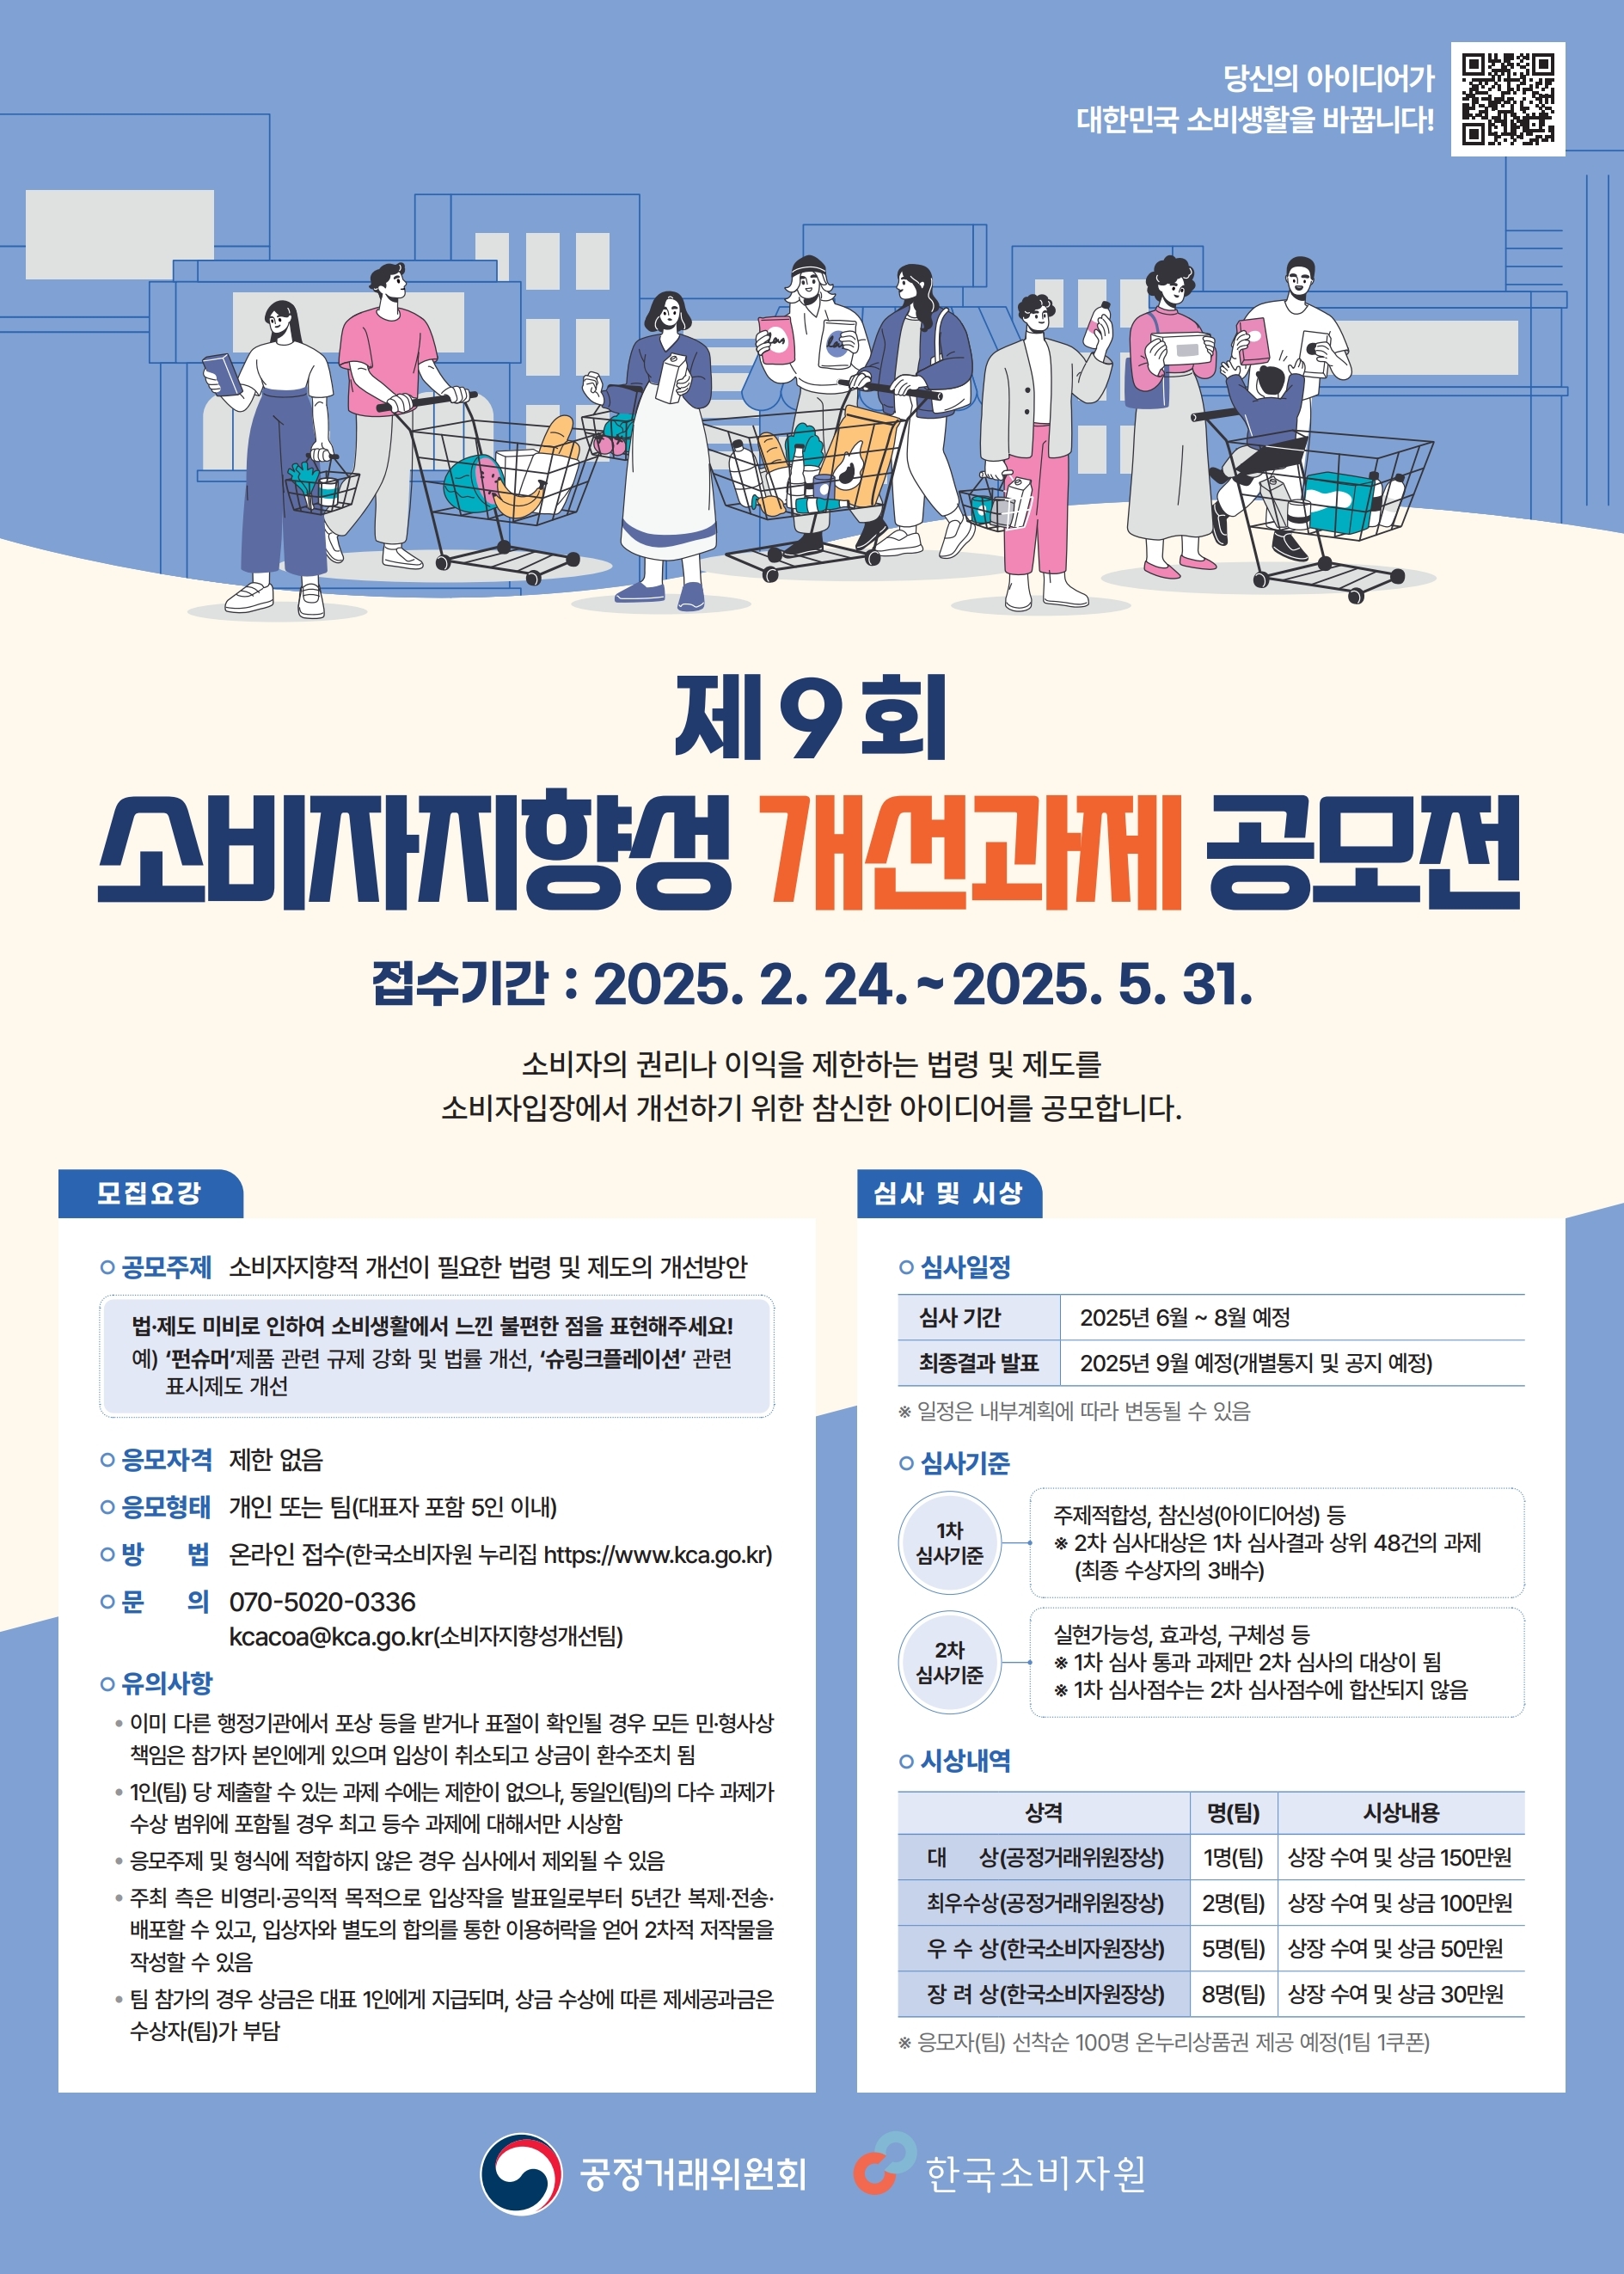 당신의 아이디어가
대한민국 소비생활을 바꿉니다!
제9회
소비자지향성 개선과제 공모전
접수기간 : 2025. 2. 24. ~ 2025. 5. 31.
소비자의 권리나 이익을 제한하는 법령 및 제도를
소비자입장에서 개선하기 위한 참신한 아이디어를 공모합니다.
모집요강
공모주제 소비자지향적 개선이 필요한 법령 및 제도의 개선방안
법·제도 미비로 인하여 소비생활에서 느낀 불편한 점을 표현해주세요!
예) ‘펀슈머’제품 관련 규제 강화 및 법률 개선, ‘슈링크플레이션’ 관련
표시제도 개선
응모자격 제한 없음
응모형태 개인 또는 팀(대표자 포함 5인 이내)
방 법 온라인 접수(한국소비자원 누리집 https://www.kca.go.kr)
문 의 070-5020-0336
kcacoa@kca.go.kr(소비자지향성개선팀)
유의사항
• 이미 다른 행정기관에서 포상 등을 받거나 표절이 확인될 경우 모든 민·형사상
책임은 참가자 본인에게 있으며 입상이 취소되고 상금이 환수조치 됨
• 1인(팀) 당 제출할 수 있는 과제 수에는 제한이 없으나, 동일인(팀)의 다수 과제가
수상 범위에 포함될 경우 최고 등수 과제에 대해서만 시상함
• 응모주제 및 형식에 적합하지 않은 경우 심사에서 제외될 수 있음
• 주최 측은 비영리·공익적 목적으로 입상작을 발표일로부터 5년간 복제·전송·
배포할 수 있고, 입상자와 별도의 합의를 통한 이용허락을 얻어 2차적 저작물을
작성할 수 있음
• 팀 참가의 경우 상금은 대표 1인에게 지급되며, 상금 수상에 따른 제세공과금은
수상자(팀)가 부담
심사 및 시상
심사일정
심사 기간 2025년 6월 ~ 8월 예정
최종결과 발표 2025년 9월 예정(개별통지 및 공지 예정)
※ 일정은 내부계획에 따라 변동될 수 있음
심사기준
1차
심사기준
주제적합성, 참신성(아이디어성) 등
※ 2차 심사대상은 1차 심사결과 상위 48건의 과제
(최종 수상자의 3배수)
2차
심사기준
실현가능성, 효과성, 구체성 등
※ 1차 심사 통과 과제만 2차 심사의 대상이 됨
※ 1차 심사점수는 2차 심사점수에 합산되지 않음
시상내역
상격 명(팀) 시상내용
대 상(공정거래위원장상) 1명(팀) 상장 수여 및 상금 150만원
최우수상(공정거래위원장상) 2명(팀) 상장 수여 및 상금 100만원
우 수 상(한국소비자원장상) 5명(팀) 상장 수여 및 상금 50만원
장 려 상(한국소비자원장상) 8명(팀) 상장 수여 및 상금 30만원
※ 응모자(팀) 선착순 100명 온누리상품권 제공 예정(1팀 1쿠폰)
공정거래위원회
한국소비자원